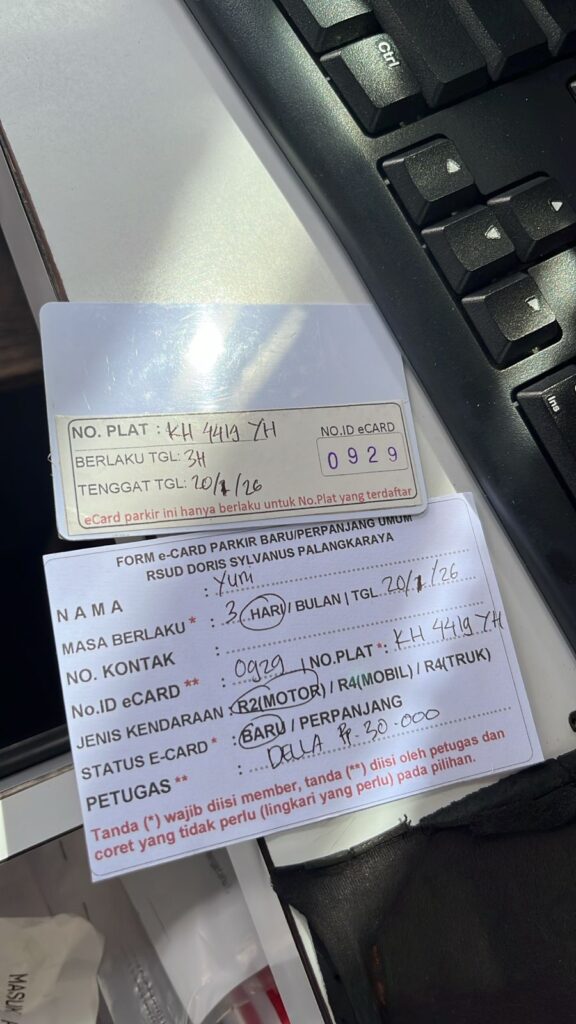 Ctrl
Ins
NO. PLAT : KH 4419 YH
NO.ID eCARD
BERLAKU TGL: 3H
0929
TENGGAT TGL: 20/1/26
eCard parkir ini hanya berlaku untuk No.Plat yang terdaftar
FORM e-CARD PARKIR BARU/PERPANJANG UMUM
RSUD DORIS SYLVANUS PALANGKARAYA
NAMA : Yuni
MASA BERLAKU * : 3 HARI / BULAN | TGL 20/1/26
NO. KONTAK :
No.ID eCARD ** : 0929 | NO.PLAT *: KH 4419 YH
JENIS KENDARAAN : R2(MOTOR) / R4(MOBIL) / R4(TRUK)
STATUS E-CARD * : BARU / PERPANJANG
PETUGAS ** : DELLA Rp. 30.000
Tanda (*) wajib diisi member, tanda (**) diisi oleh petugas dan
coret yang tidak perlu (lingkari yang perlu) pada pilihan.